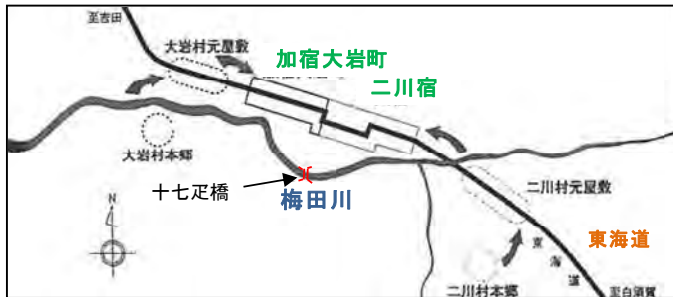 至吉田
大岩村元屋敷
加宿大岩町
二川宿
大岩村本郷
十七疋橋
梅田川
二川村元屋敷
東海道
N
東海道
二川村本郷
至白須賀